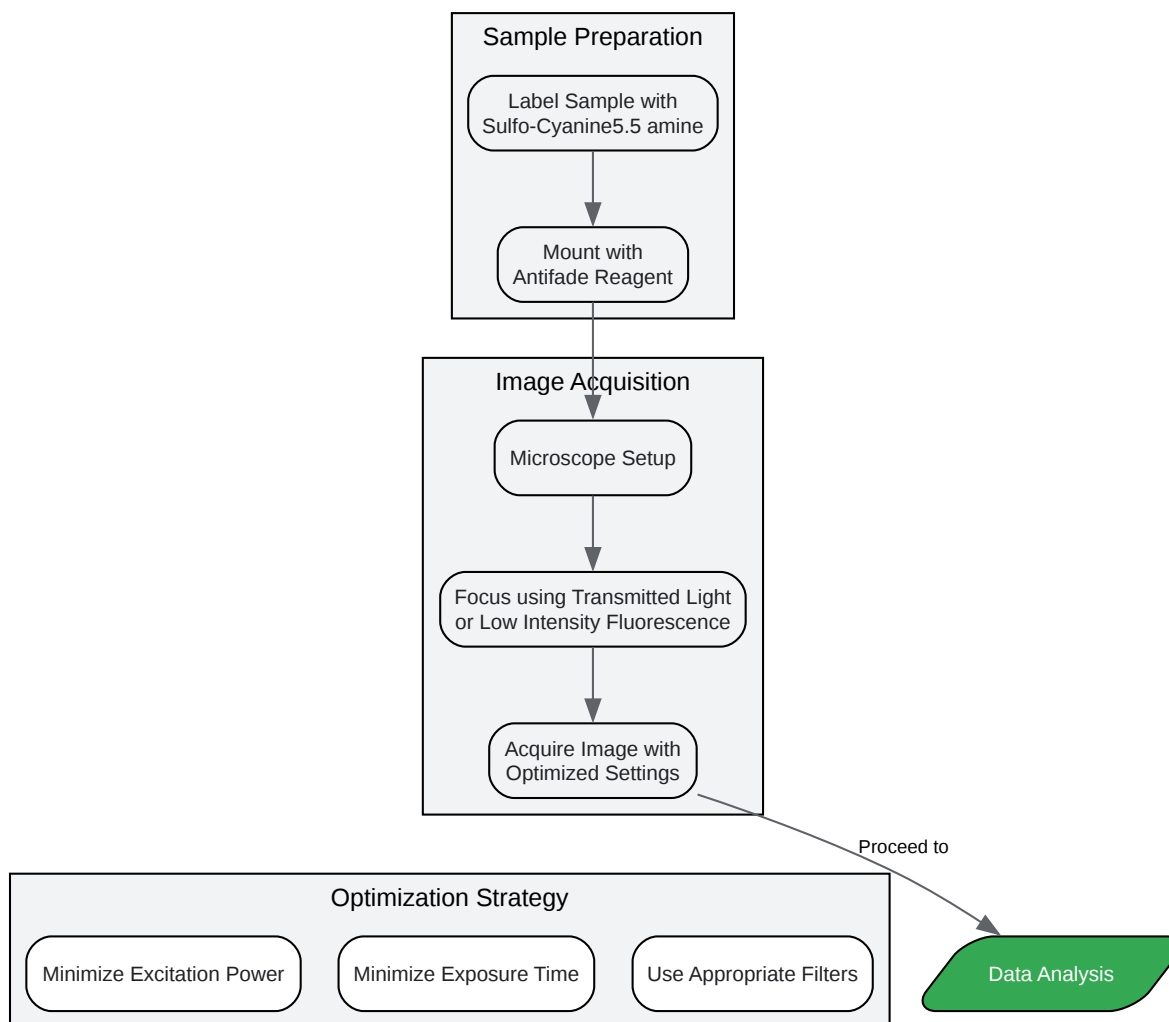 Sample Preparation
Label Sample with
Sulfo-Cyanine5.5 amine
Mount with
Antifade Reagent
Image Acquisition
Microscope Setup
Focus using Transmitted Light
or Low Intensity Fluorescence
Acquire Image with
Optimized Settings
Proceed to
Optimization Strategy
Minimize Excitation Power
Minimize Exposure Time
Use Appropriate Filters
Data Analysis